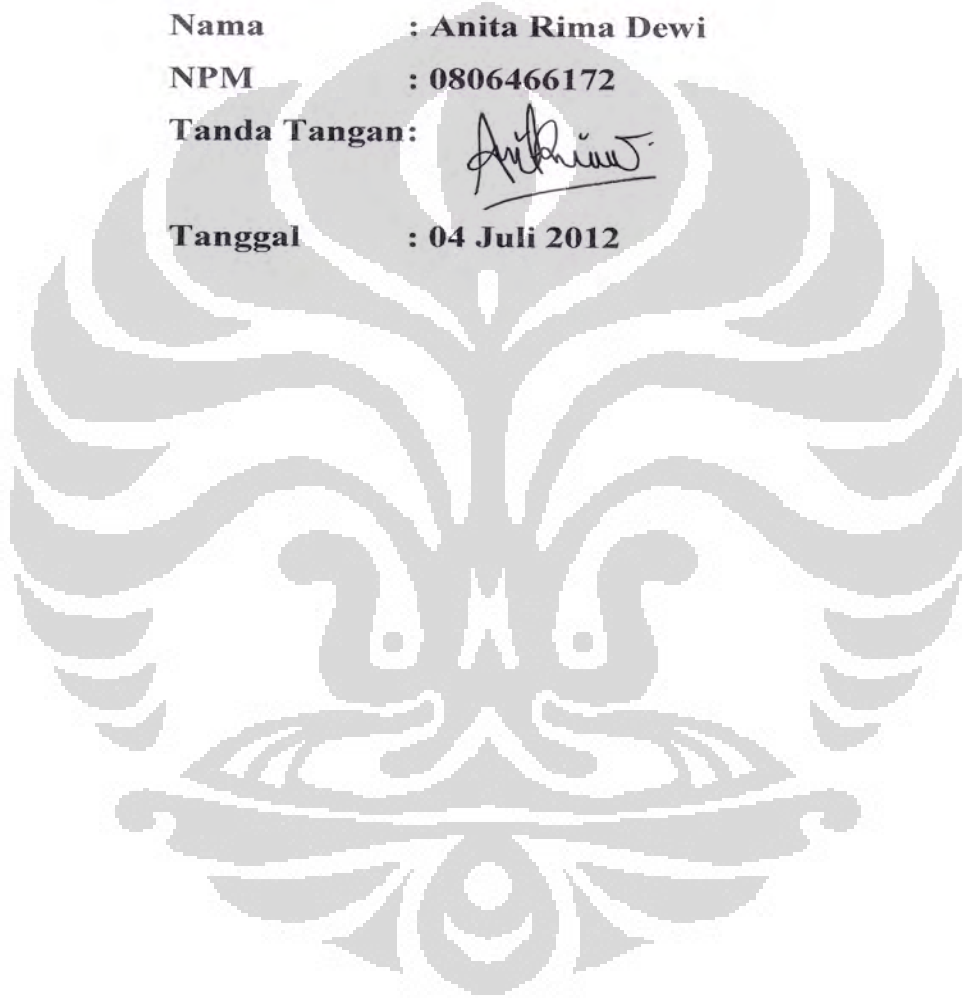 Nama : Anita Rima Dewi
NPM : 0806466172
Tanda Tangan:
Tanggal : 04 Juli 2012